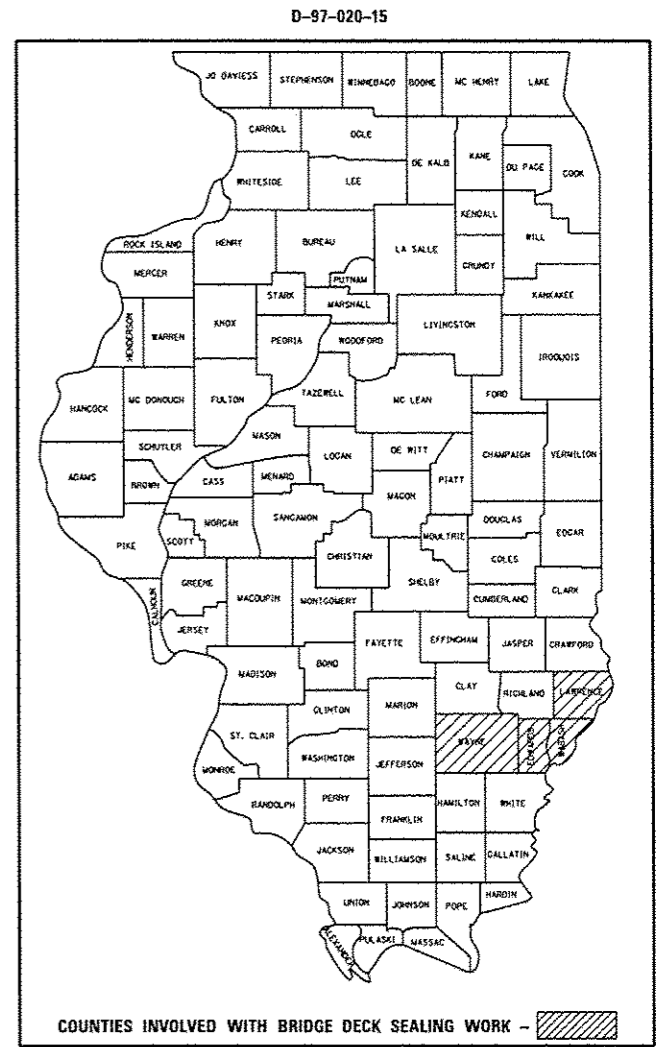 D-97-020-15
JO DAVIESS
STEPHENSON
WINNEBAGO
BOONE
MC HENRY
LAKE
CARROLL
OGLE
DE KALB
KANE
DU PAGE
COOK
WHITESIDE
LEE
KENDALL
WILL
ROCK ISLAND
HENRY
BUREAU
LA SALLE
GRUNDY
MERCER
PUTNAM
KANKAKEE
STARK
MARSHALL
HENDERSON
WARREN
KNOX
PEORIA
WOODFORD
LIVINGSTON
IROQUOIS
HANCOCK
MC DONOUGH
FULTON
TAZEWELL
MC LEAN
FORD
SCHUYLER
MASON
LOGAN
DE WITT
CHAMPAIGN
VERMILION
ADAMS
BROWN
CASS
MENARD
MACON
PIATT
PIKE
SCOTT
MORGAN
SANGAMON
CHRISTIAN
MOULTRIE
DOUGLAS
EDGAR
COLES
CALHOUN
GREENE
MACOUPIN
MONTGOMERY
SHELBY
CUMBERLAND
CLARK
JERSEY
FAYETTE
EFFINGHAM
JASPER
CRAWFORD
MADISON
BOND
CLAY
RICHLAND
LAWRENCE
CLINTON
MARION
ST. CLAIR
WAYNE
EDWARDS
WABASH
MONROE
WASHINGTON
JEFFERSON
RANDOLPH
PERRY
HAMILTON
WHITE
FRANKLIN
JACKSON
WILLIAMSON
SALINE
GALLATIN
UNION
JOHNSON
POPE
HARDIN
ALEXANDER
PULASKI
MASSAC
COUNTIES INVOLVED WITH BRIDGE DECK SEALING WORK -